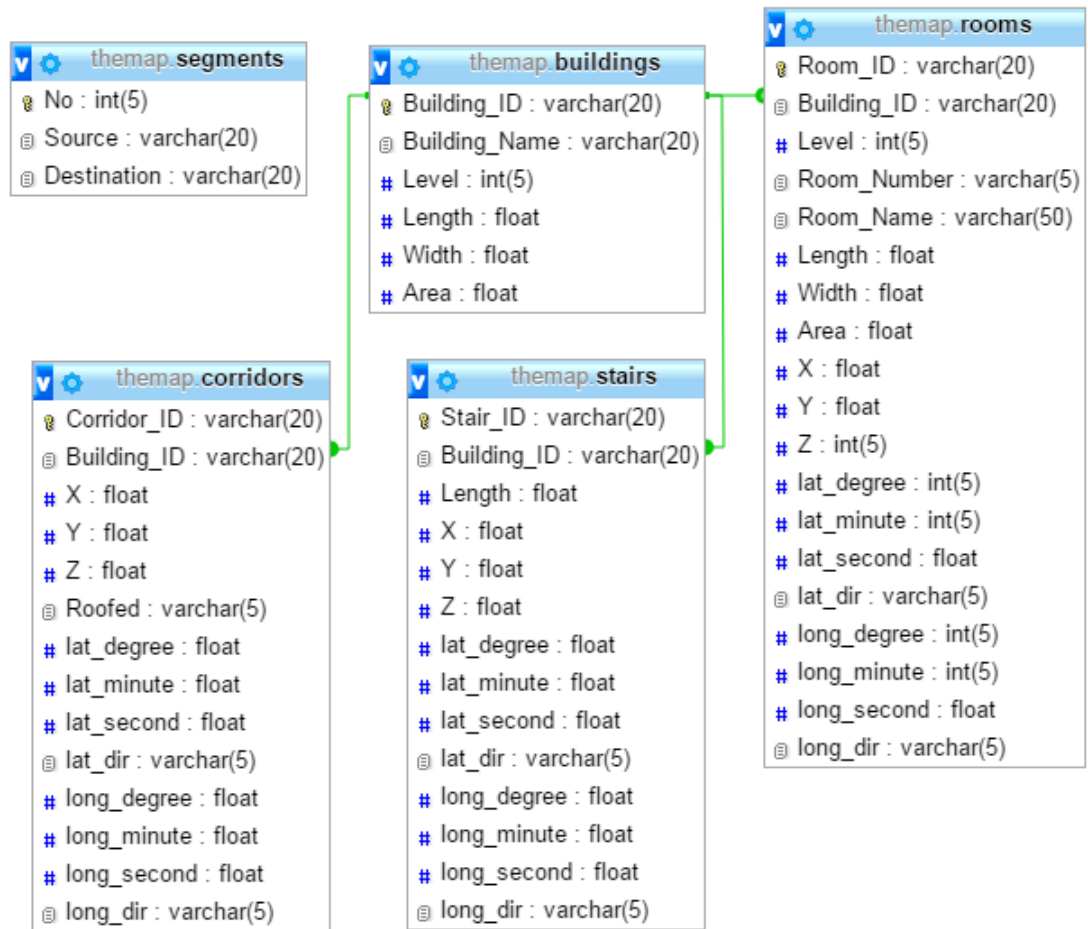 themap.segments
No : int(5)
Source : varchar(20)
Destination : varchar(20)
themap.buildings
Building_ID : varchar(20)
Building_Name : varchar(20)
Level : int(5)
Length : float
Width : float
Area : float
themap.rooms
Room_ID : varchar(20)
Building_ID : varchar(20)
Level : int(5)
Room_Number : varchar(5)
Room_Name : varchar(50)
Length : float
Width : float
Area : float
X : float
Y : float
Z : int(5)
lat_degree : int(5)
lat_minute : int(5)
lat_second : float
lat_dir : varchar(5)
long_degree : int(5)
long_minute : int(5)
long_second : float
long_dir : varchar(5)
themap.corridors
Corridor_ID : varchar(20)
Building_ID : varchar(20)
X : float
Y : float
Z : float
Roofed : varchar(5)
lat_degree : float
lat_minute : float
lat_second : float
lat_dir : varchar(5)
long_degree : float
long_minute : float
long_second : float
long_dir : varchar(5)
themap.stairs
Stair_ID : varchar(20)
Building_ID : varchar(20)
Length : float
X : float
Y : float
Z : float
lat_degree : float
lat_minute : float
lat_second : float
lat_dir : varchar(5)
long_degree : float
long_minute : float
long_second : float
long_dir : varchar(5)